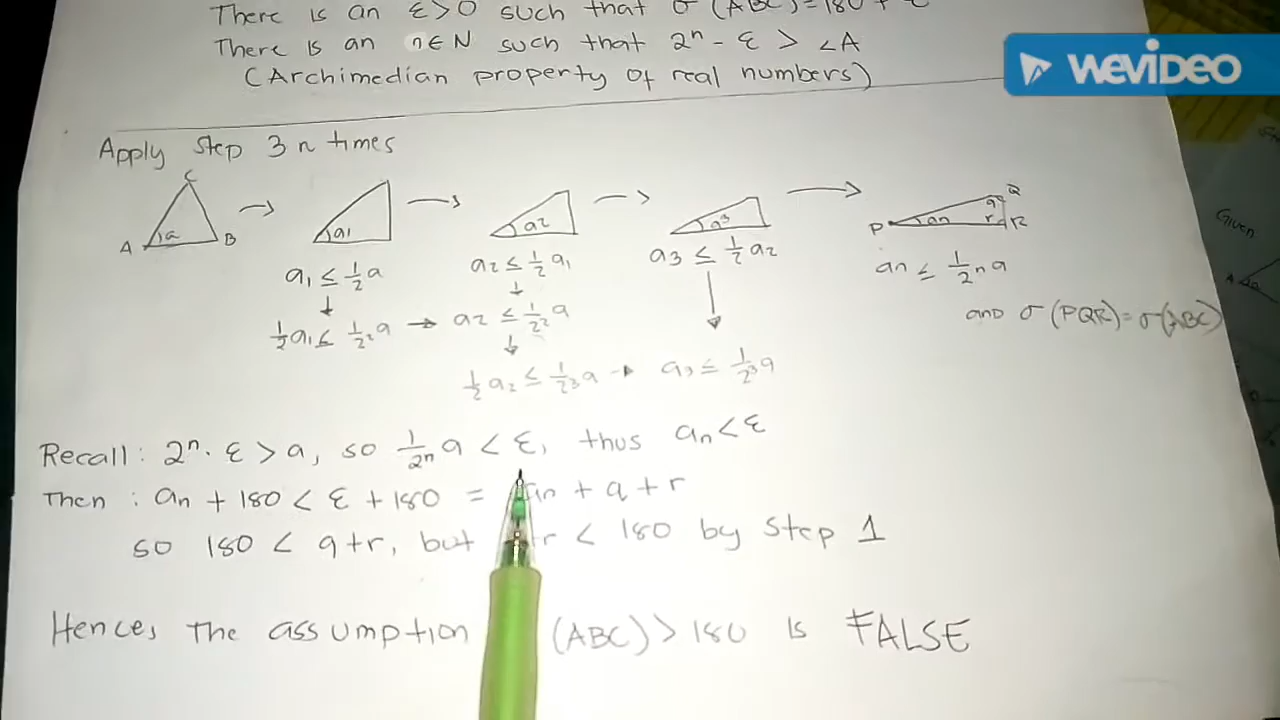 There is an ε>0 such that σ (ABC)=180+ε
There is an n∈N such that 2ⁿ - ε > ∠A
(Archimedian property of real numbers)
WEVIDEO
Apply Step 3 n times
C
A
a
B
a1
a2
a3
P
an
q
r
Q
R
a1 ≤ 1/2 a
a2 ≤ 1/2 a1
a3 ≤ 1/2 a2
an ≤ 1/2ⁿ a
1/2 a1 ≤ 1/2² a → a2 ≤ 1/2² a
and σ (PQR)=σ(ABC)
1/2 a2 ≤ 1/2³ a → a3 ≤ 1/2³ a
Recall: 2ⁿ· ε > a, so 1/2ⁿ a < ε, thus an < ε
Then : an + 180 < ε + 180 = an + q + r
so 180 < q+r, but r < 180 by Step 1
Hences the assumption (ABC) > 180 is FALSE
Given
A
a